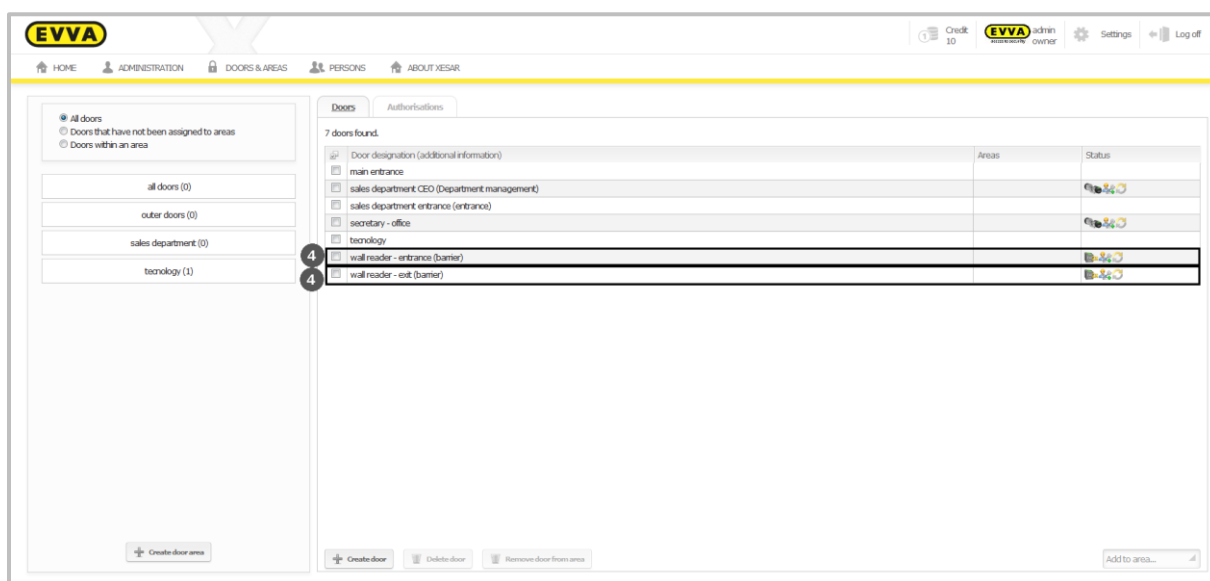 EVVA
Credit
10
EVVA
access to security
admin
owner
Settings
Log off
HOME
ADMINISTRATION
DOORS & AREAS
PERSONS
ABOUT XESAR
All doors
Doors that have not been assigned to areas
Doors within an area
all doors (0)
outer doors (0)
sales department (0)
tecnology (1)
Create door area
Doors
Authorisations
7 doors found.
Door designation (additional information) Areas Status
main entrance
sales department CEO (Department management)
sales department entrance (entrance)
secretary - office
tecnology
4 wall reader - entrance (barrier)
4 wall reader - exit (barrier)
Create door
Delete door
Remove door from area
Add to area...